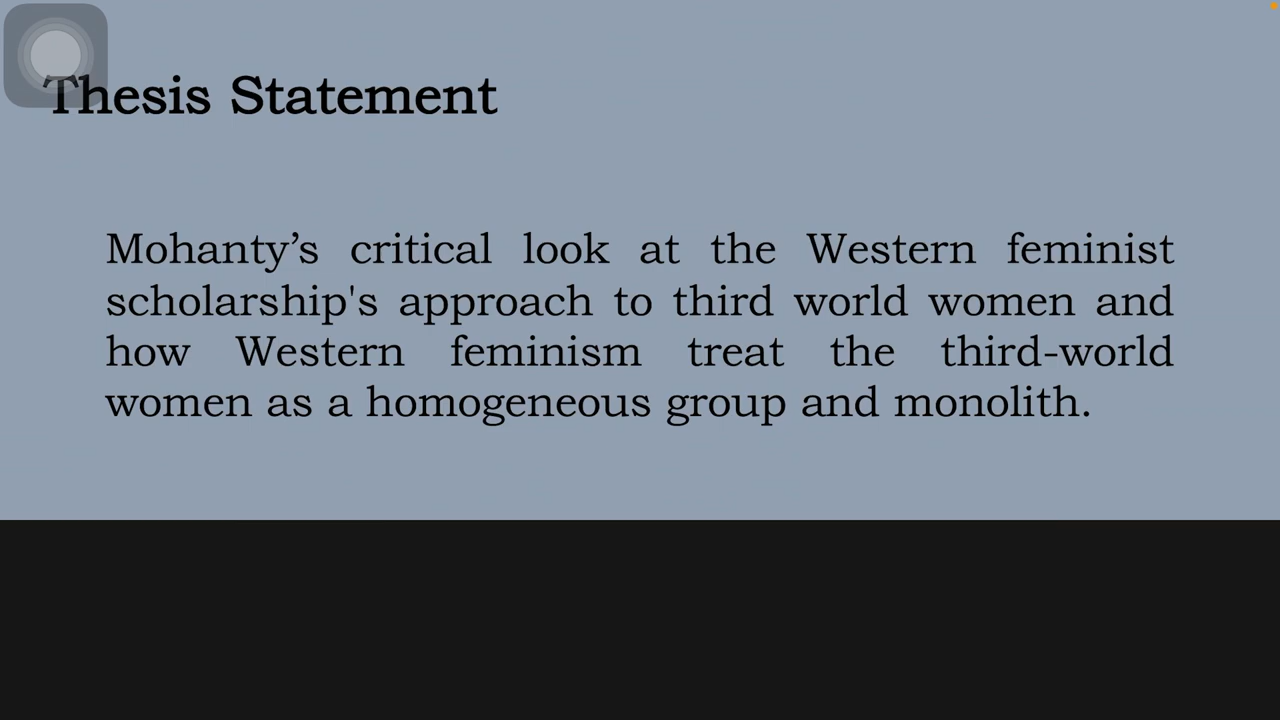 Thesis Statement
Mohanty’s critical look at the Western feminist
scholarship's approach to third world women and
how Western feminism treat the third-world
women as a homogeneous group and monolith.